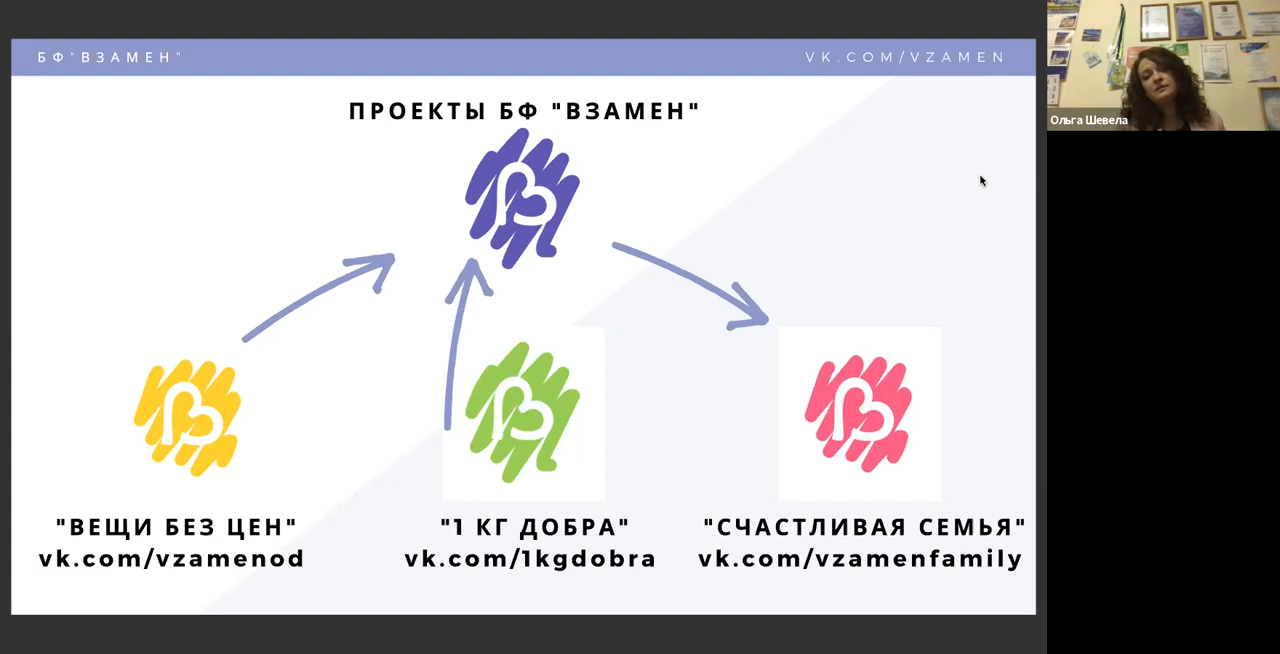 БФ"ВЗАМЕН"
VK.COM/VZAMEN
ПРОЕКТЫ БФ "ВЗАМЕН"
"ВЕЩИ БЕЗ ЦЕН"
vk.com/vzamenod
"1 КГ ДОБРА"
vk.com/1kgdobra
"СЧАСТЛИВАЯ СЕМЬЯ"
vk.com/vzamenfamily
Ольга Шевела